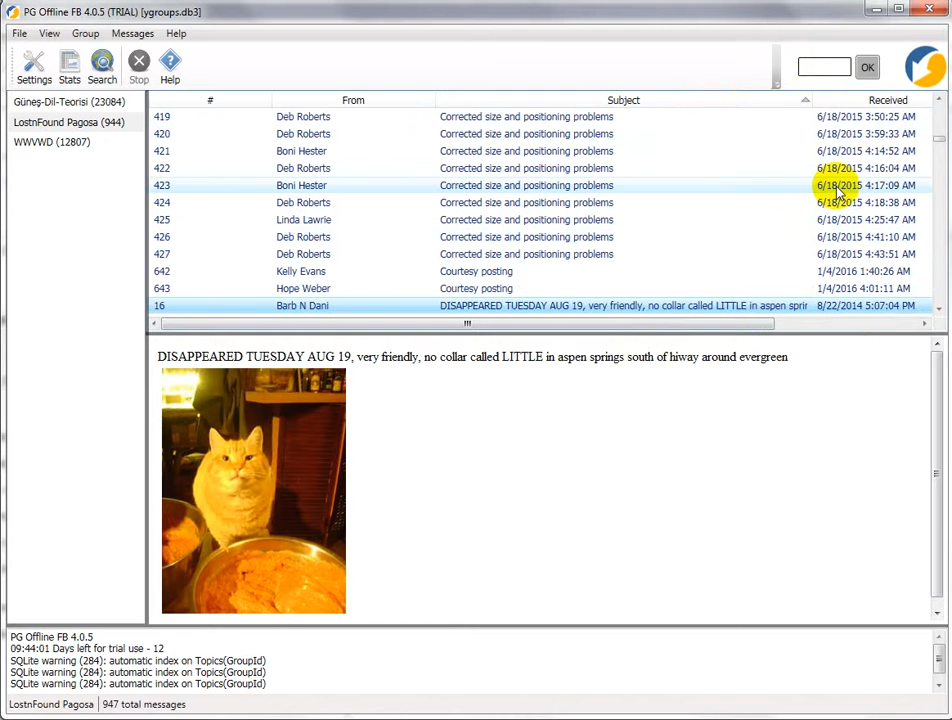 PG Offline FB 4.0.5 (TRIAL) [ygroups.db3]
File View Group Messages Help
Settings Stats Search Stop Help OK
Güneş-Dil-Teorisi (23084)
LostnFound Pagosa (944)
WWVWD (12807)
# From Subject Received
419 Deb Roberts Corrected size and positioning problems 6/18/2015 3:50:25 AM
420 Deb Roberts Corrected size and positioning problems 6/18/2015 3:59:33 AM
421 Boni Hester Corrected size and positioning problems 6/18/2015 4:14:52 AM
422 Deb Roberts Corrected size and positioning problems 6/18/2015 4:16:04 AM
423 Boni Hester Corrected size and positioning problems 6/18/2015 4:17:09 AM
424 Deb Roberts Corrected size and positioning problems 6/18/2015 4:18:38 AM
425 Linda Lawrie Corrected size and positioning problems 6/18/2015 4:25:47 AM
426 Deb Roberts Corrected size and positioning problems 6/18/2015 4:41:10 AM
427 Deb Roberts Corrected size and positioning problems 6/18/2015 4:43:51 AM
642 Kelly Evans Courtesy posting 1/4/2016 1:40:26 AM
643 Hope Weber Courtesy posting 1/4/2016 4:01:11 AM
16 Barb N Dani DISAPPEARED TUESDAY AUG 19, very friendly, no collar called LITTLE in aspen sprir 8/22/2014 5:07:04 PM
DISAPPEARED TUESDAY AUG 19, very friendly, no collar called LITTLE in aspen springs south of hiway around evergreen
PG Offline FB 4.0.5
09:44:01 Days left for trial use - 12
SQLite warning (284): automatic index on Topics(GroupId)
SQLite warning (284): automatic index on Topics(GroupId)
SQLite warning (284): automatic index on Topics(GroupId)
LostnFound Pagosa 947 total messages